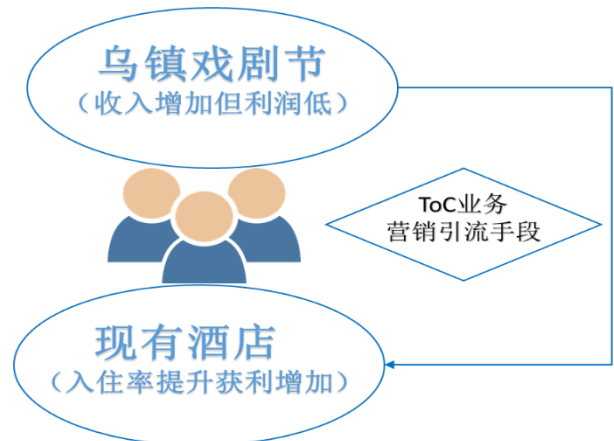 乌镇戏剧节
（收入增加但利润低）
ToC业务
营销引流手段
现有酒店
（入住率提升获利增加）